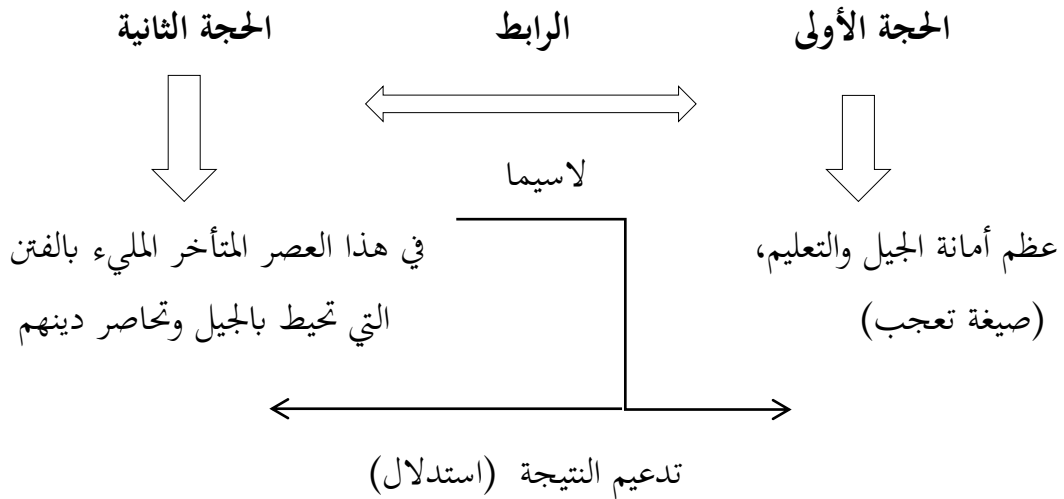 الحجة الأولى الرابط الحجة الثانية
لاسيما
عظم أمانة الجيل والتعليم، في هذا العصر المتأخر المليء بالفتن
(صيغة تعجب) التي تحيط بالجيل وتحاصر دينهم
تدعيم النتيجة (استدلال)